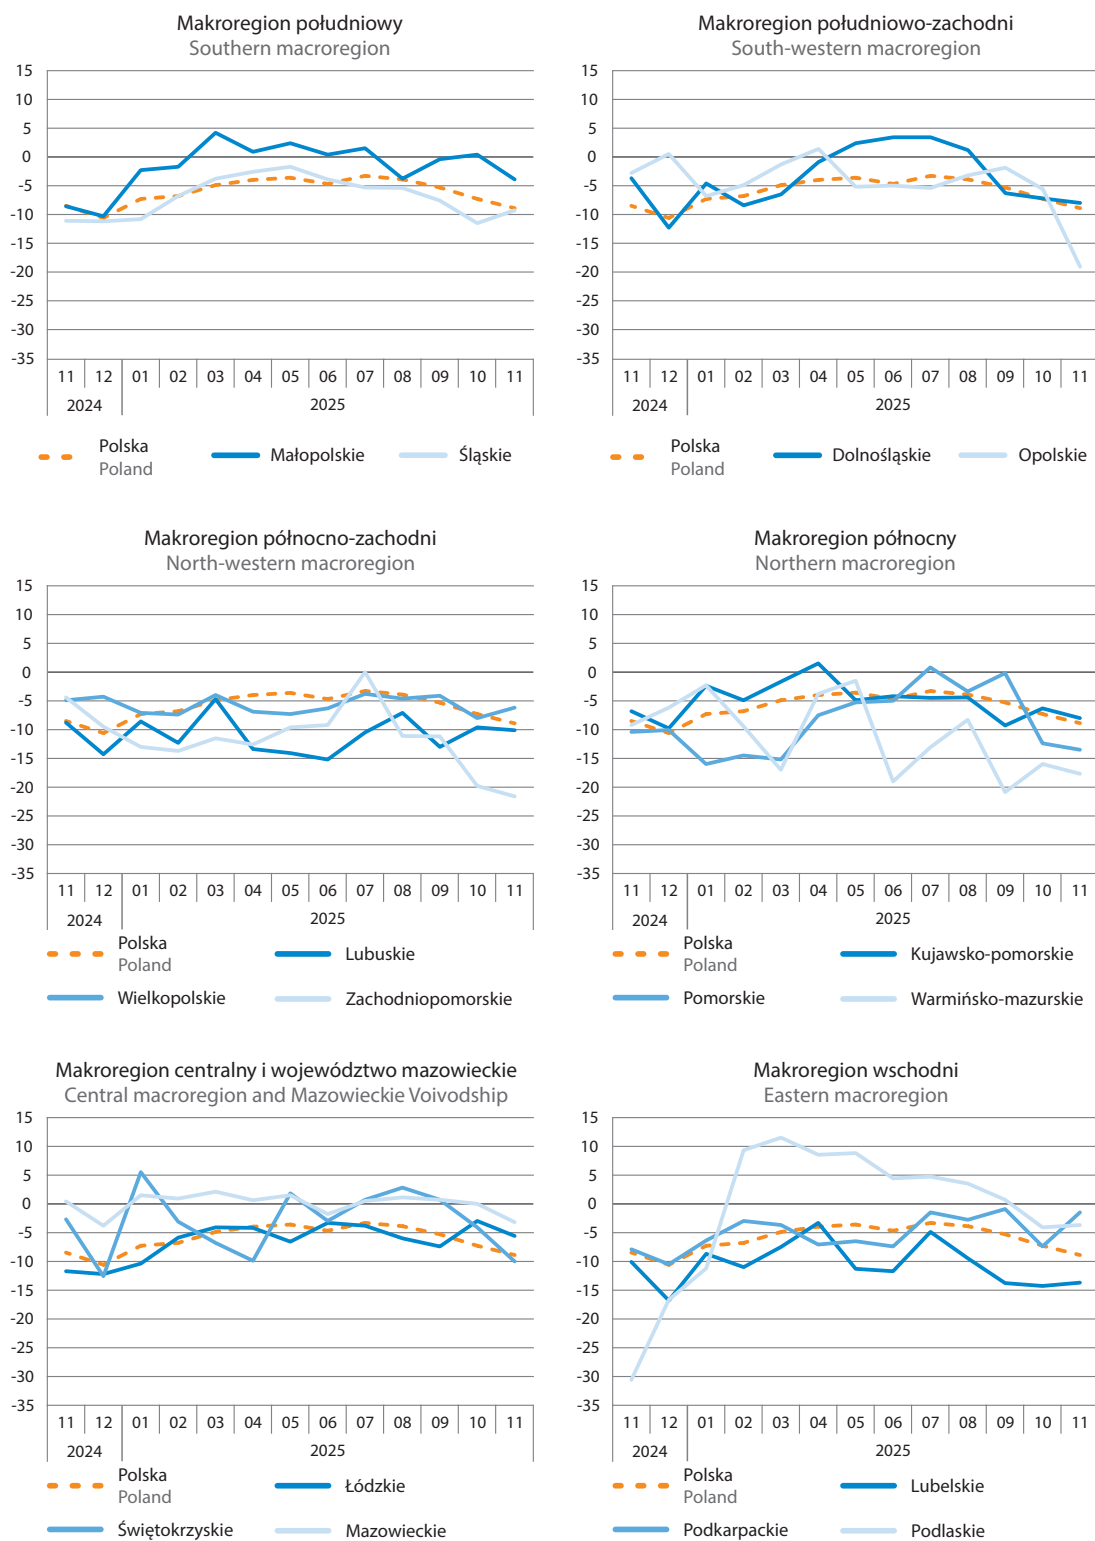 Makroregion południowy
Southern macroregion
15
10
5
0
-5
-10
-15
-20
-25
-30
-35
11 12 01 02 03 04 05 06 07 08 09 10 11
2024 2025
Polska
Poland
Małopolskie
Śląskie
Makroregion południowo-zachodni
South-western macroregion
15
10
5
0
-5
-10
-15
-20
-25
-30
-35
11 12 01 02 03 04 05 06 07 08 09 10 11
2024 2025
Polska
Poland
Dolnośląskie
Opolskie
Makroregion północno-zachodni
North-western macroregion
15
10
5
0
-5
-10
-15
-20
-25
-30
-35
11 12 01 02 03 04 05 06 07 08 09 10 11
2024 2025
Polska
Poland
Lubuskie
Wielkopolskie
Zachodniopomorskie
Makroregion północny
Northern macroregion
15
10
5
0
-5
-10
-15
-20
-25
-30
-35
11 12 01 02 03 04 05 06 07 08 09 10 11
2024 2025
Polska
Poland
Kujawsko-pomorskie
Pomorskie
Warmińsko-mazurskie
Makroregion centralny i województwo mazowieckie
Central macroregion and Mazowieckie Voivodship
15
10
5
0
-5
-10
-15
-20
-25
-30
-35
11 12 01 02 03 04 05 06 07 08 09 10 11
2024 2025
Polska
Poland
Łódzkie
Świętokrzyskie
Mazowieckie
Makroregion wschodni
Eastern macroregion
15
10
5
0
-5
-10
-15
-20
-25
-30
-35
11 12 01 02 03 04 05 06 07 08 09 10 11
2024 2025
Polska
Poland
Lubelskie
Podkarpackie
Podlaskie